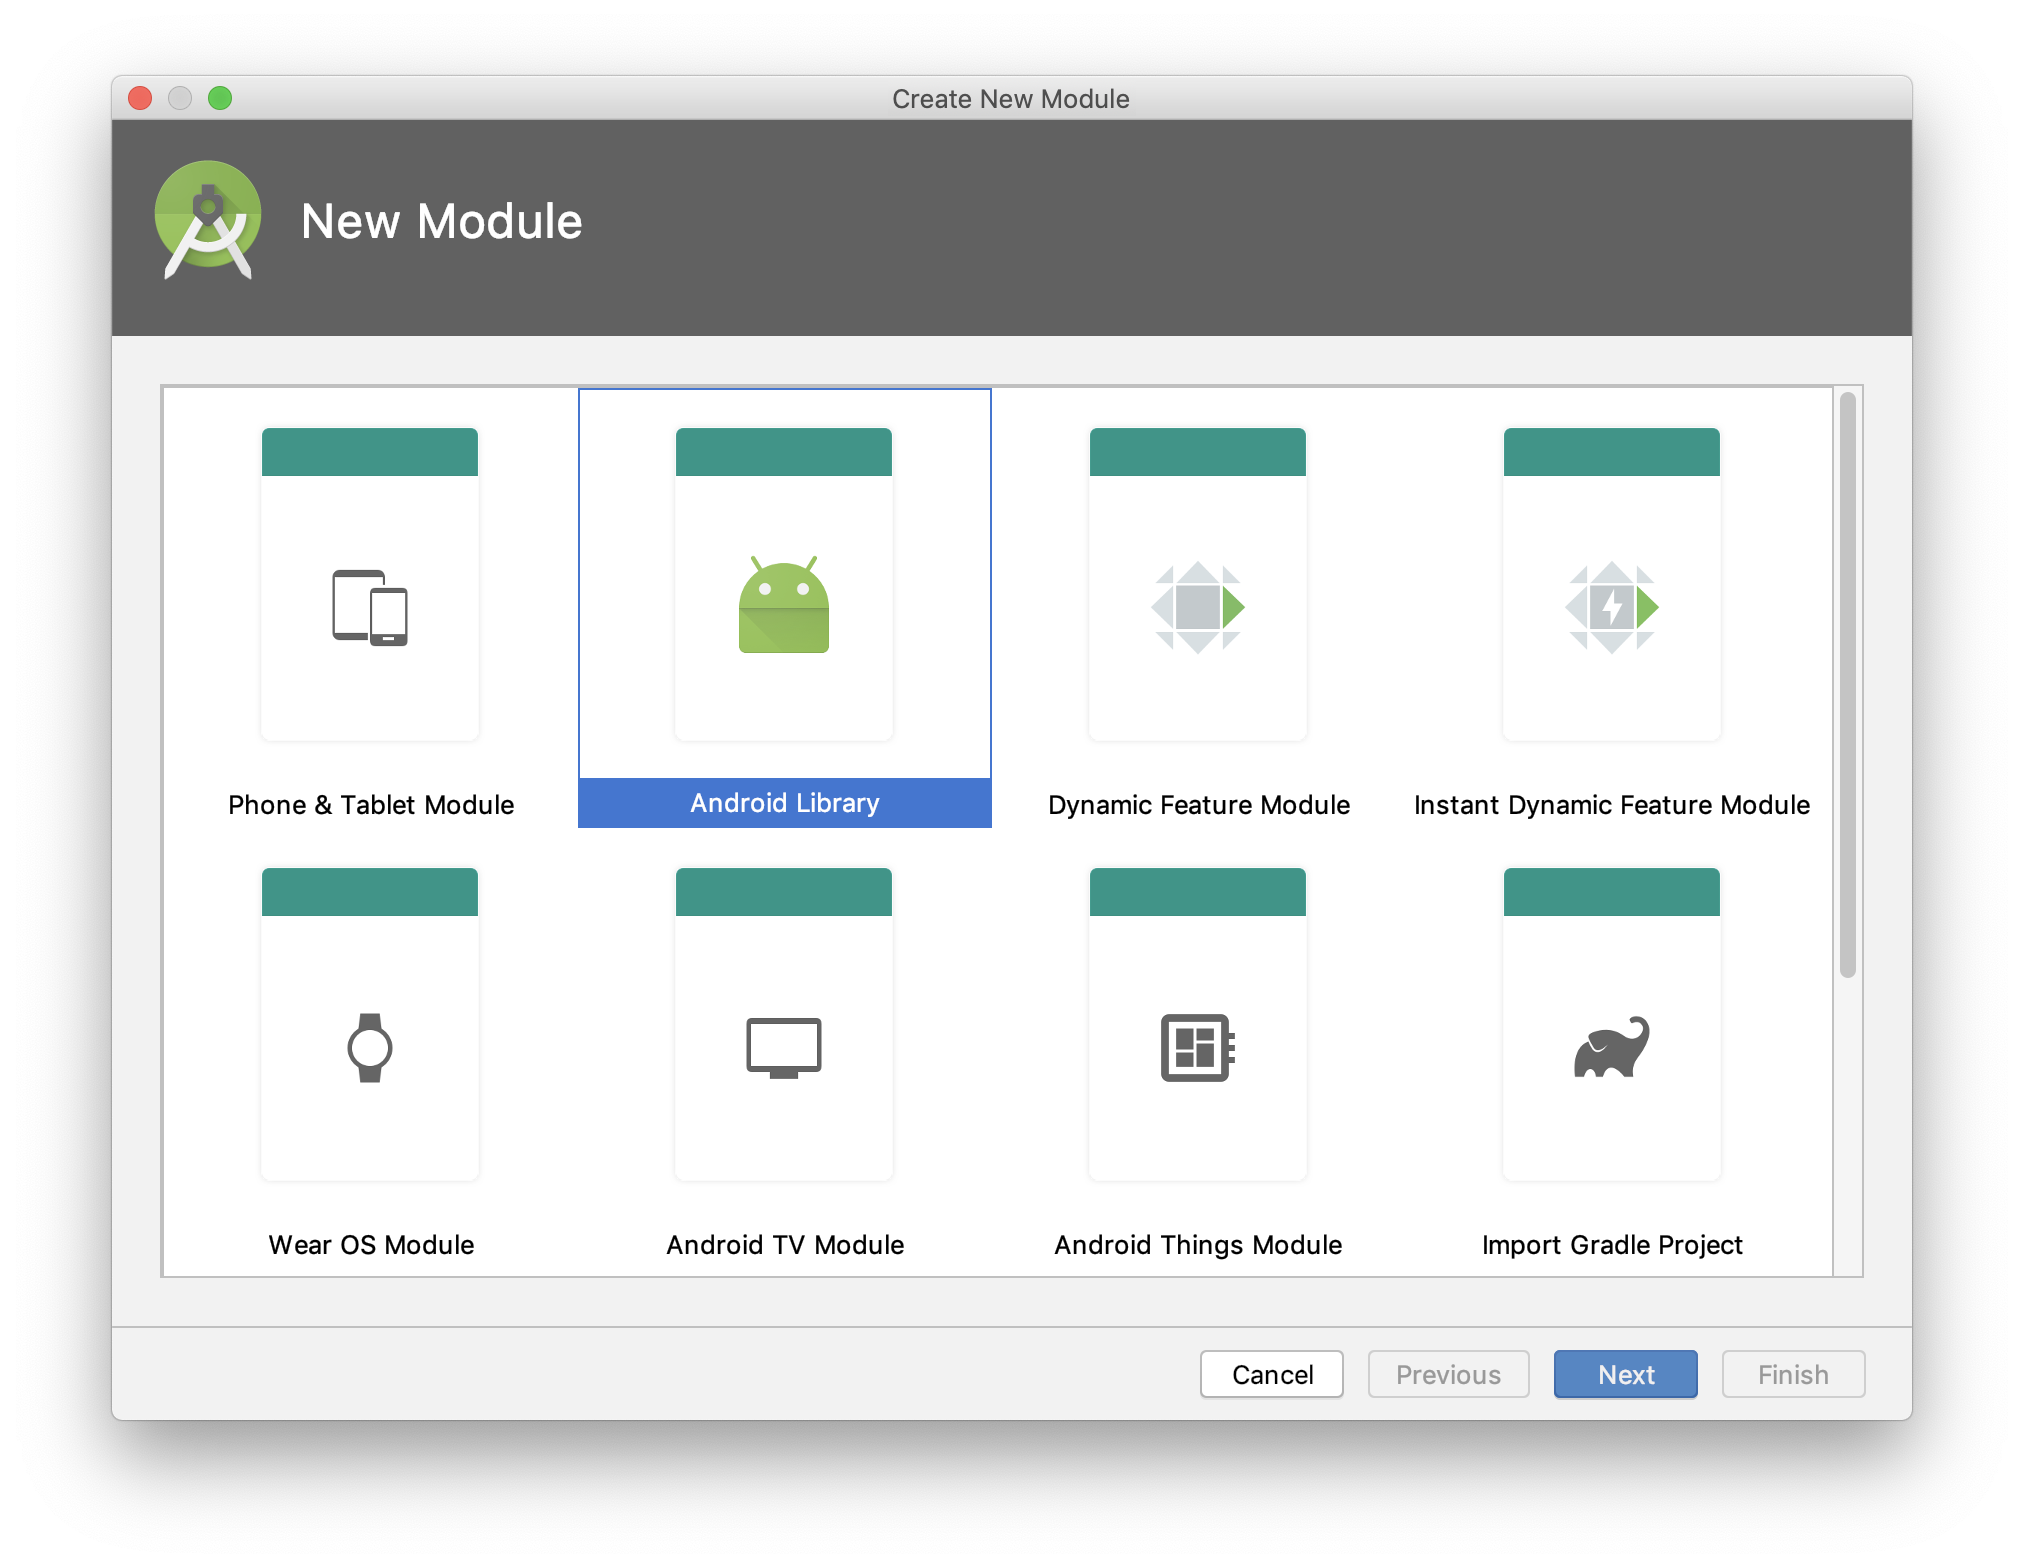 Create New Module
New Module
Phone & Tablet Module
Android Library
Dynamic Feature Module
Instant Dynamic Feature Module
Wear OS Module
Android TV Module
Android Things Module
Import Gradle Project
Cancel
Previous
Next
Finish